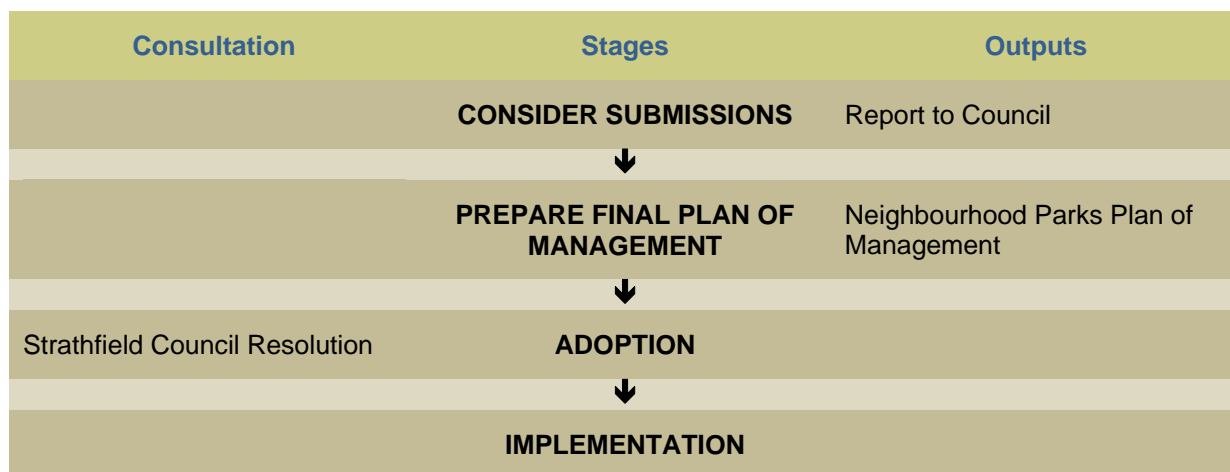 Consultation Stages Outputs
CONSIDER SUBMISSIONS Report to Council
PREPARE FINAL PLAN OF MANAGEMENT Neighbourhood Parks Plan of Management
Strathfield Council Resolution ADOPTION
IMPLEMENTATION